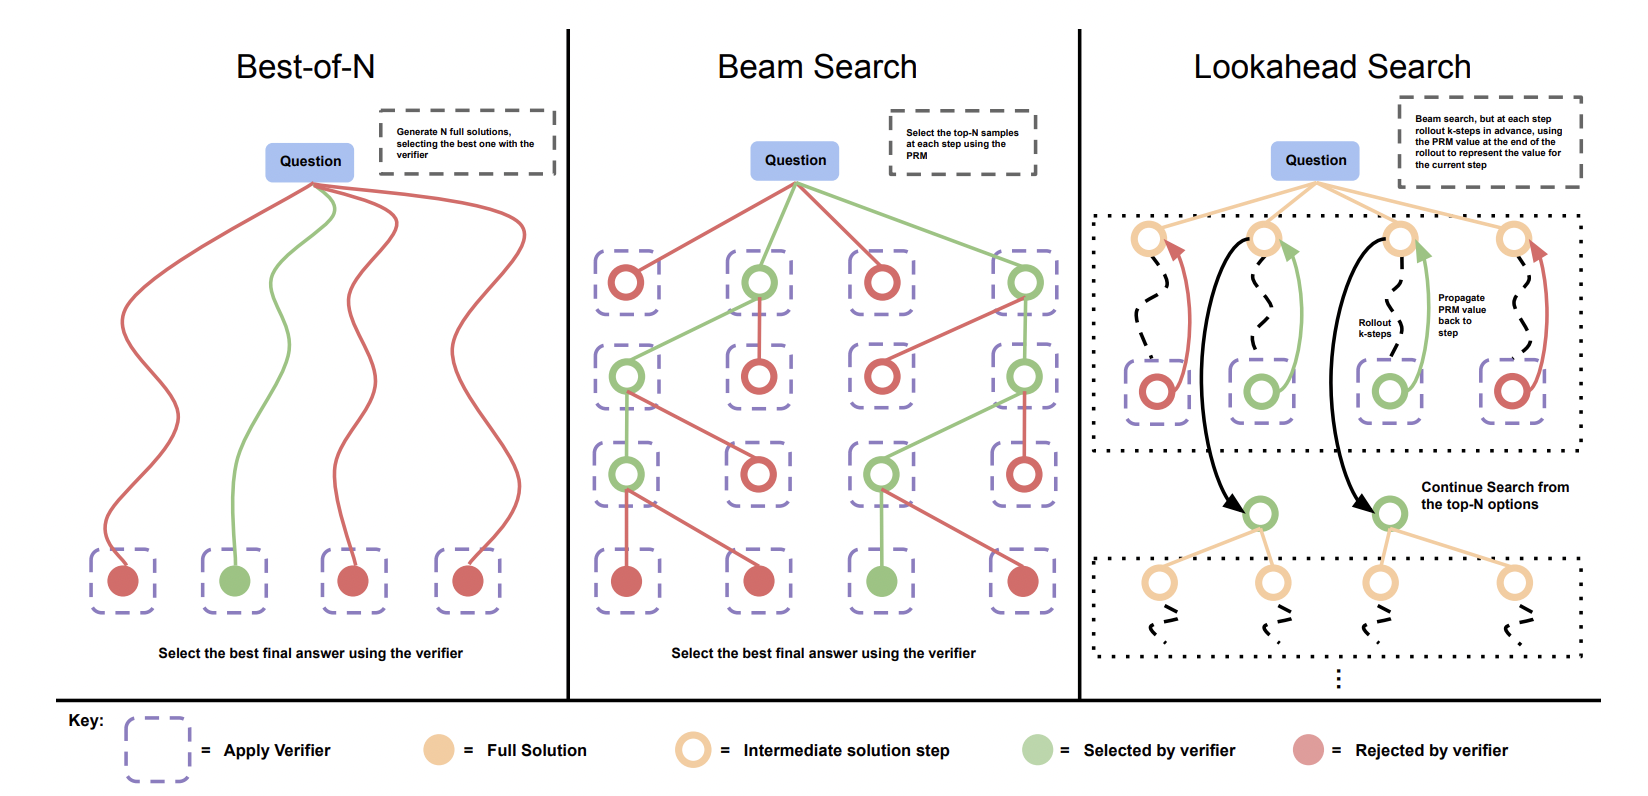 Best-of-N
Generate N full solutions,
selecting the best one with the
verifier
Question
Select the best final answer using the verifier
Beam Search
Select the top-N samples
at each step using the
PRM
Question
Select the best final answer using the verifier
Lookahead Search
Beam search, but at each step
rollout k-steps in advance, using
the PRM value at the end of the
rollout to represent the value for
the current step
Question
Propagate
PRM value
back to
step
Rollout
k-steps
Continue Search from
the top-N options
Key:
= Apply Verifier
= Full Solution
= Intermediate solution step
= Selected by verifier
= Rejected by verifier